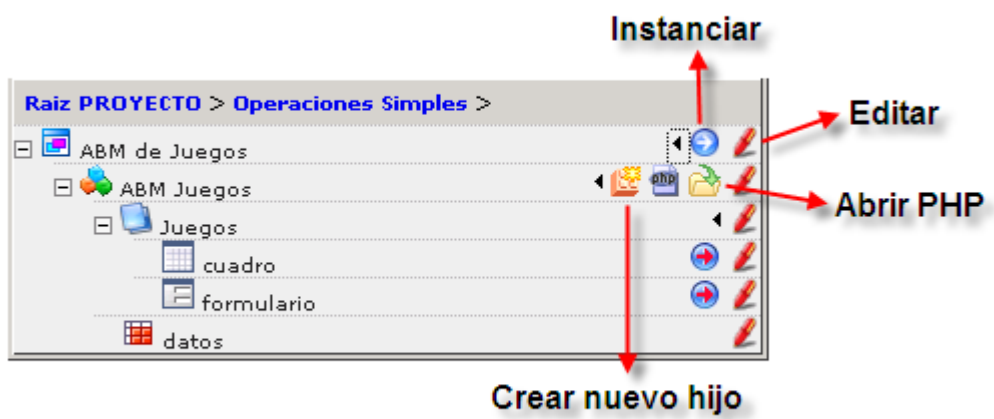 Instanciar
Raiz PROYECTO > Operaciones Simples >
Editar
ABM de Juegos
ABM Juegos
php
Abrir PHP
Juegos
cuadro
formulario
datos
Crear nuevo hijo